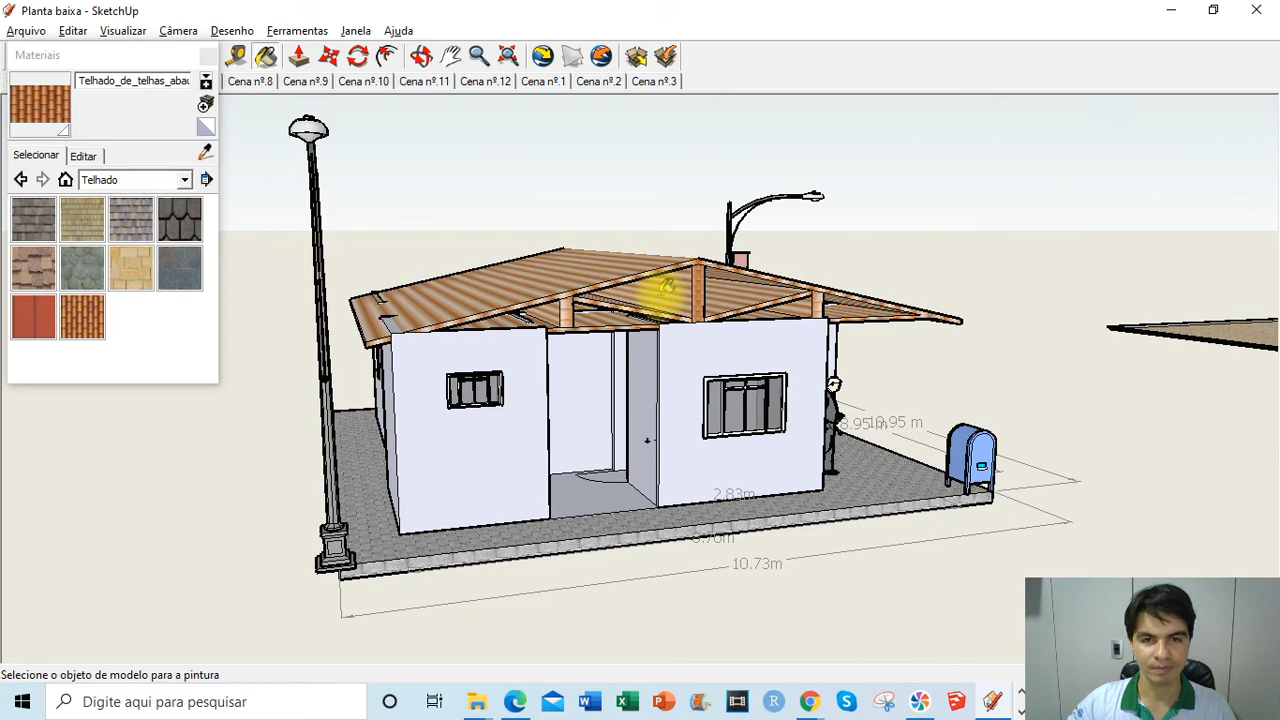 Planta baixa - SketchUp
Arquivo Editar Visualizar Câmera Desenho Ferramentas Janela Ajuda
Materiais
Telhado_de_telhas_abau
Cena nº.8 Cena nº.9 Cena nº.10 Cena nº.11 Cena nº.12 Cena nº.1 Cena nº.2 Cena nº.3
Selecionar Editar
Telhado
10.95 m
2.83m
10.73m
Selecione o objeto de modelo para a pintura
Digite aqui para pesquisar